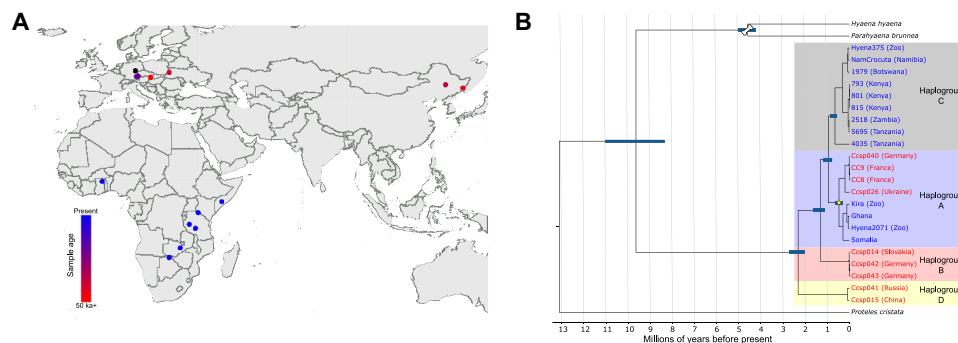 A
B
Present
Sample age
50 ka+
Hyaena hyaena
Parahyaena brunnea
Hyena375 (Zoo)
NamCrocuta (Namibia)
1979 (Botswana)
793 (Kenya)
801 (Kenya)
815 (Kenya)
2518 (Zambia)
5695 (Tanzania)
4035 (Tanzania)
Haplogrou
C
Ccsp040 (Germany)
CC9 (France)
CC8 (France)
Ccsp026 (Ukraine)
Kira (Zoo)
Ghana
Hyena2071 (Zoo)
Somalia
Haplogrou
A
Ccsp014 (Slovakia)
Ccsp042 (Germany)
Ccsp043 (Germany)
Haplogrou
B
Ccsp041 (Russia)
Ccsp015 (China)
Haplogrou
D
Proteles cristata
13 12 11 10 9 8 7 6 5 4 3 2 1 0
Millions of years before present